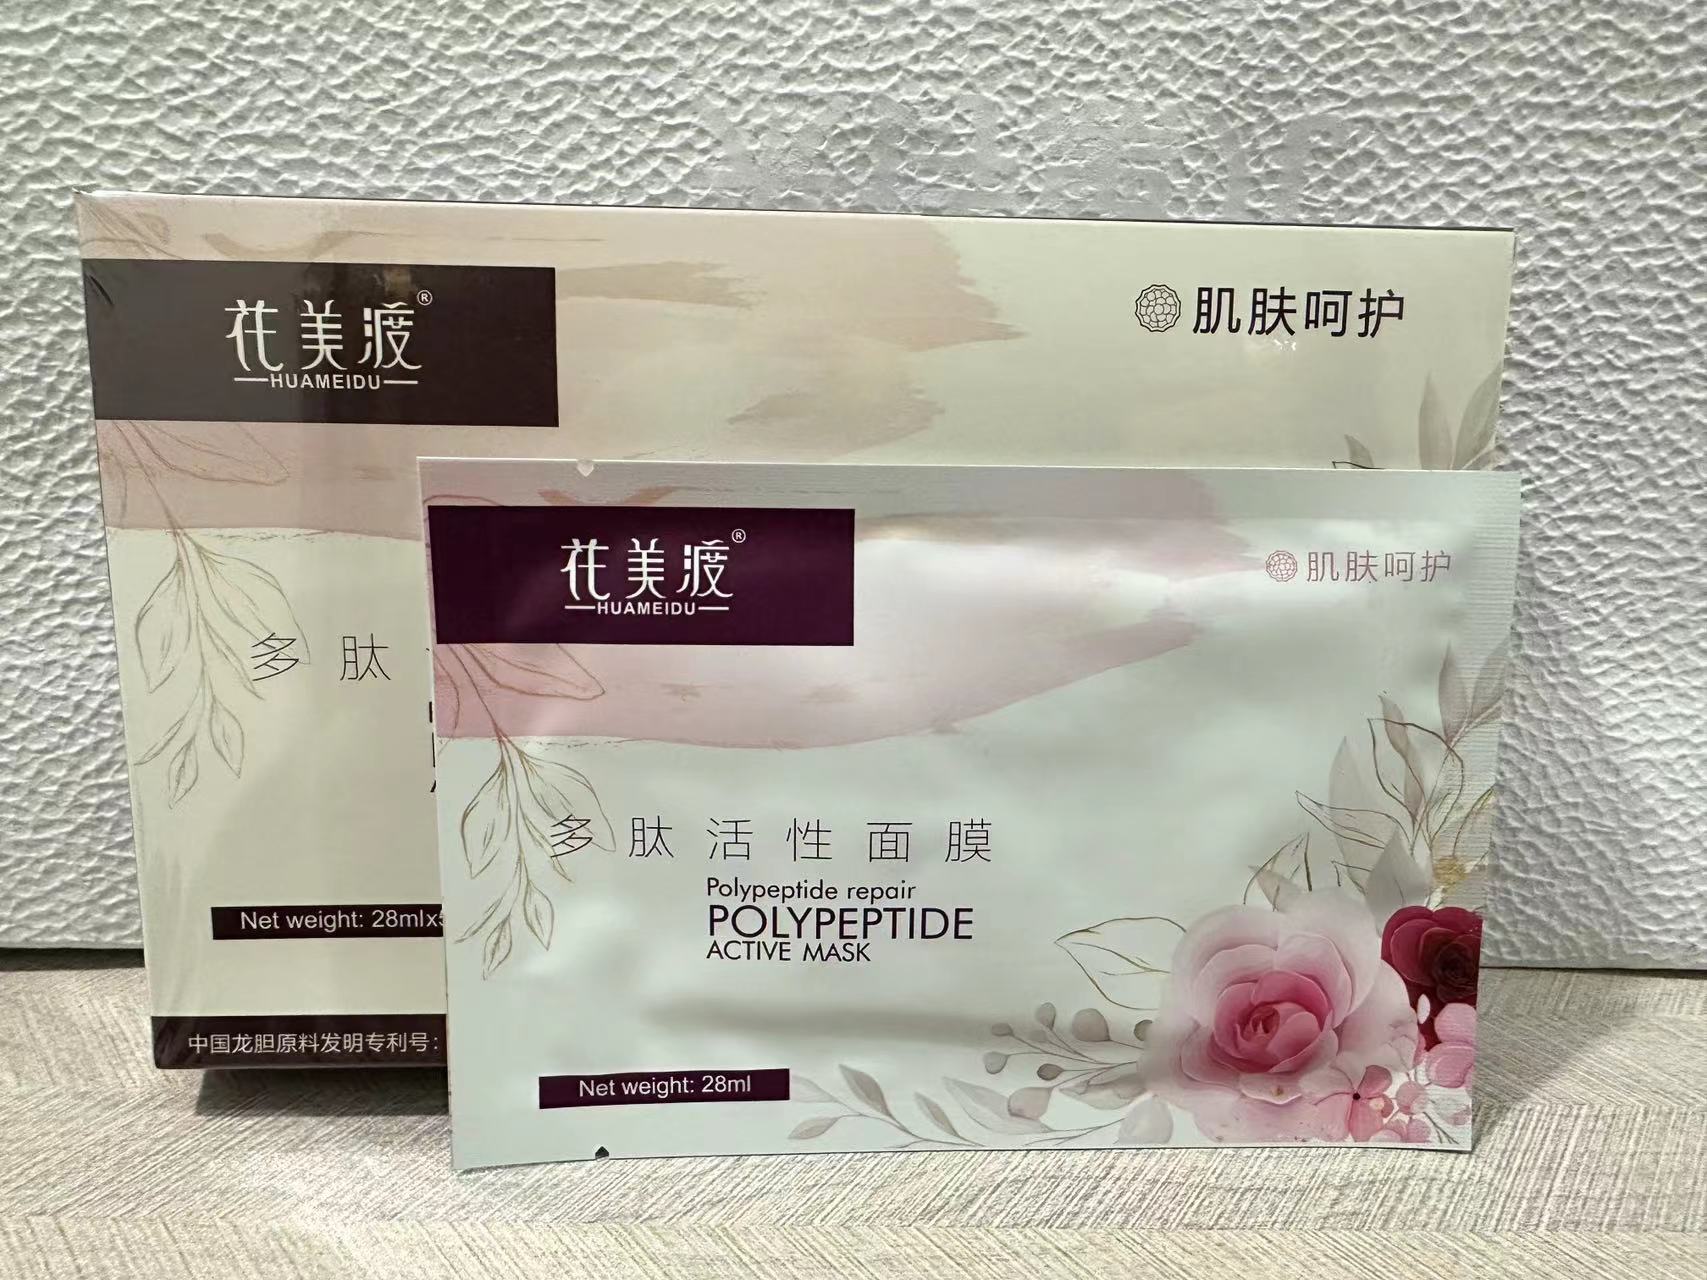 花美渡®
HUAMEIDU
肌肤呵护
多肽
Net weight: 28mlx
中国龙胆原料发明专利号:
花美渡®
HUAMEIDU
肌肤呵护
多肽活性面膜
Polypeptide repair
POLYPEPTIDE
ACTIVE MASK
Net weight: 28ml